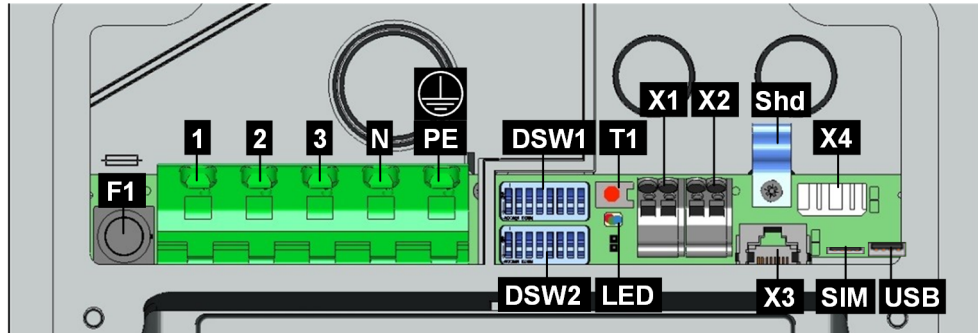 X1 X2 Shd
1 2 3 N PE DSW1 T1 X4
F1
DSW2 LED X3 SIM USB